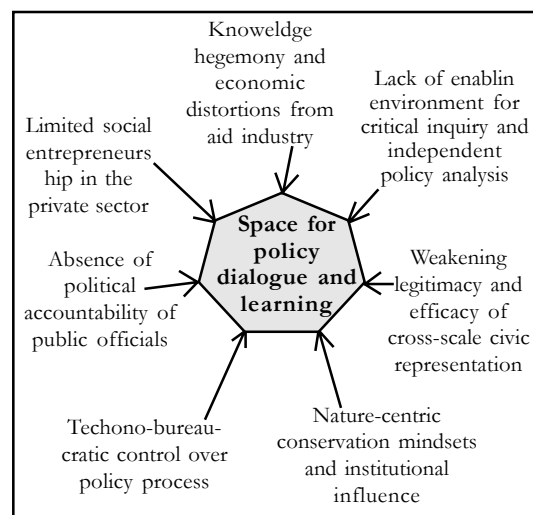 Knoweldge
hegemony and
economic
distortions from
aid industry
Lack of enablin
environment for
critical inquiry and
independent
policy analysis
Limited social
entrepreneurs
hip in the
private sector
Space for
policy
dialogue and
learning
Absence of
political
accountability of
public officials
Weakening
legitimacy and
efficacy of
cross-scale civic
representation
Techono-bureau-
cratic control over
policy process
Nature-centric
conservation mindsets
and institutional
influence